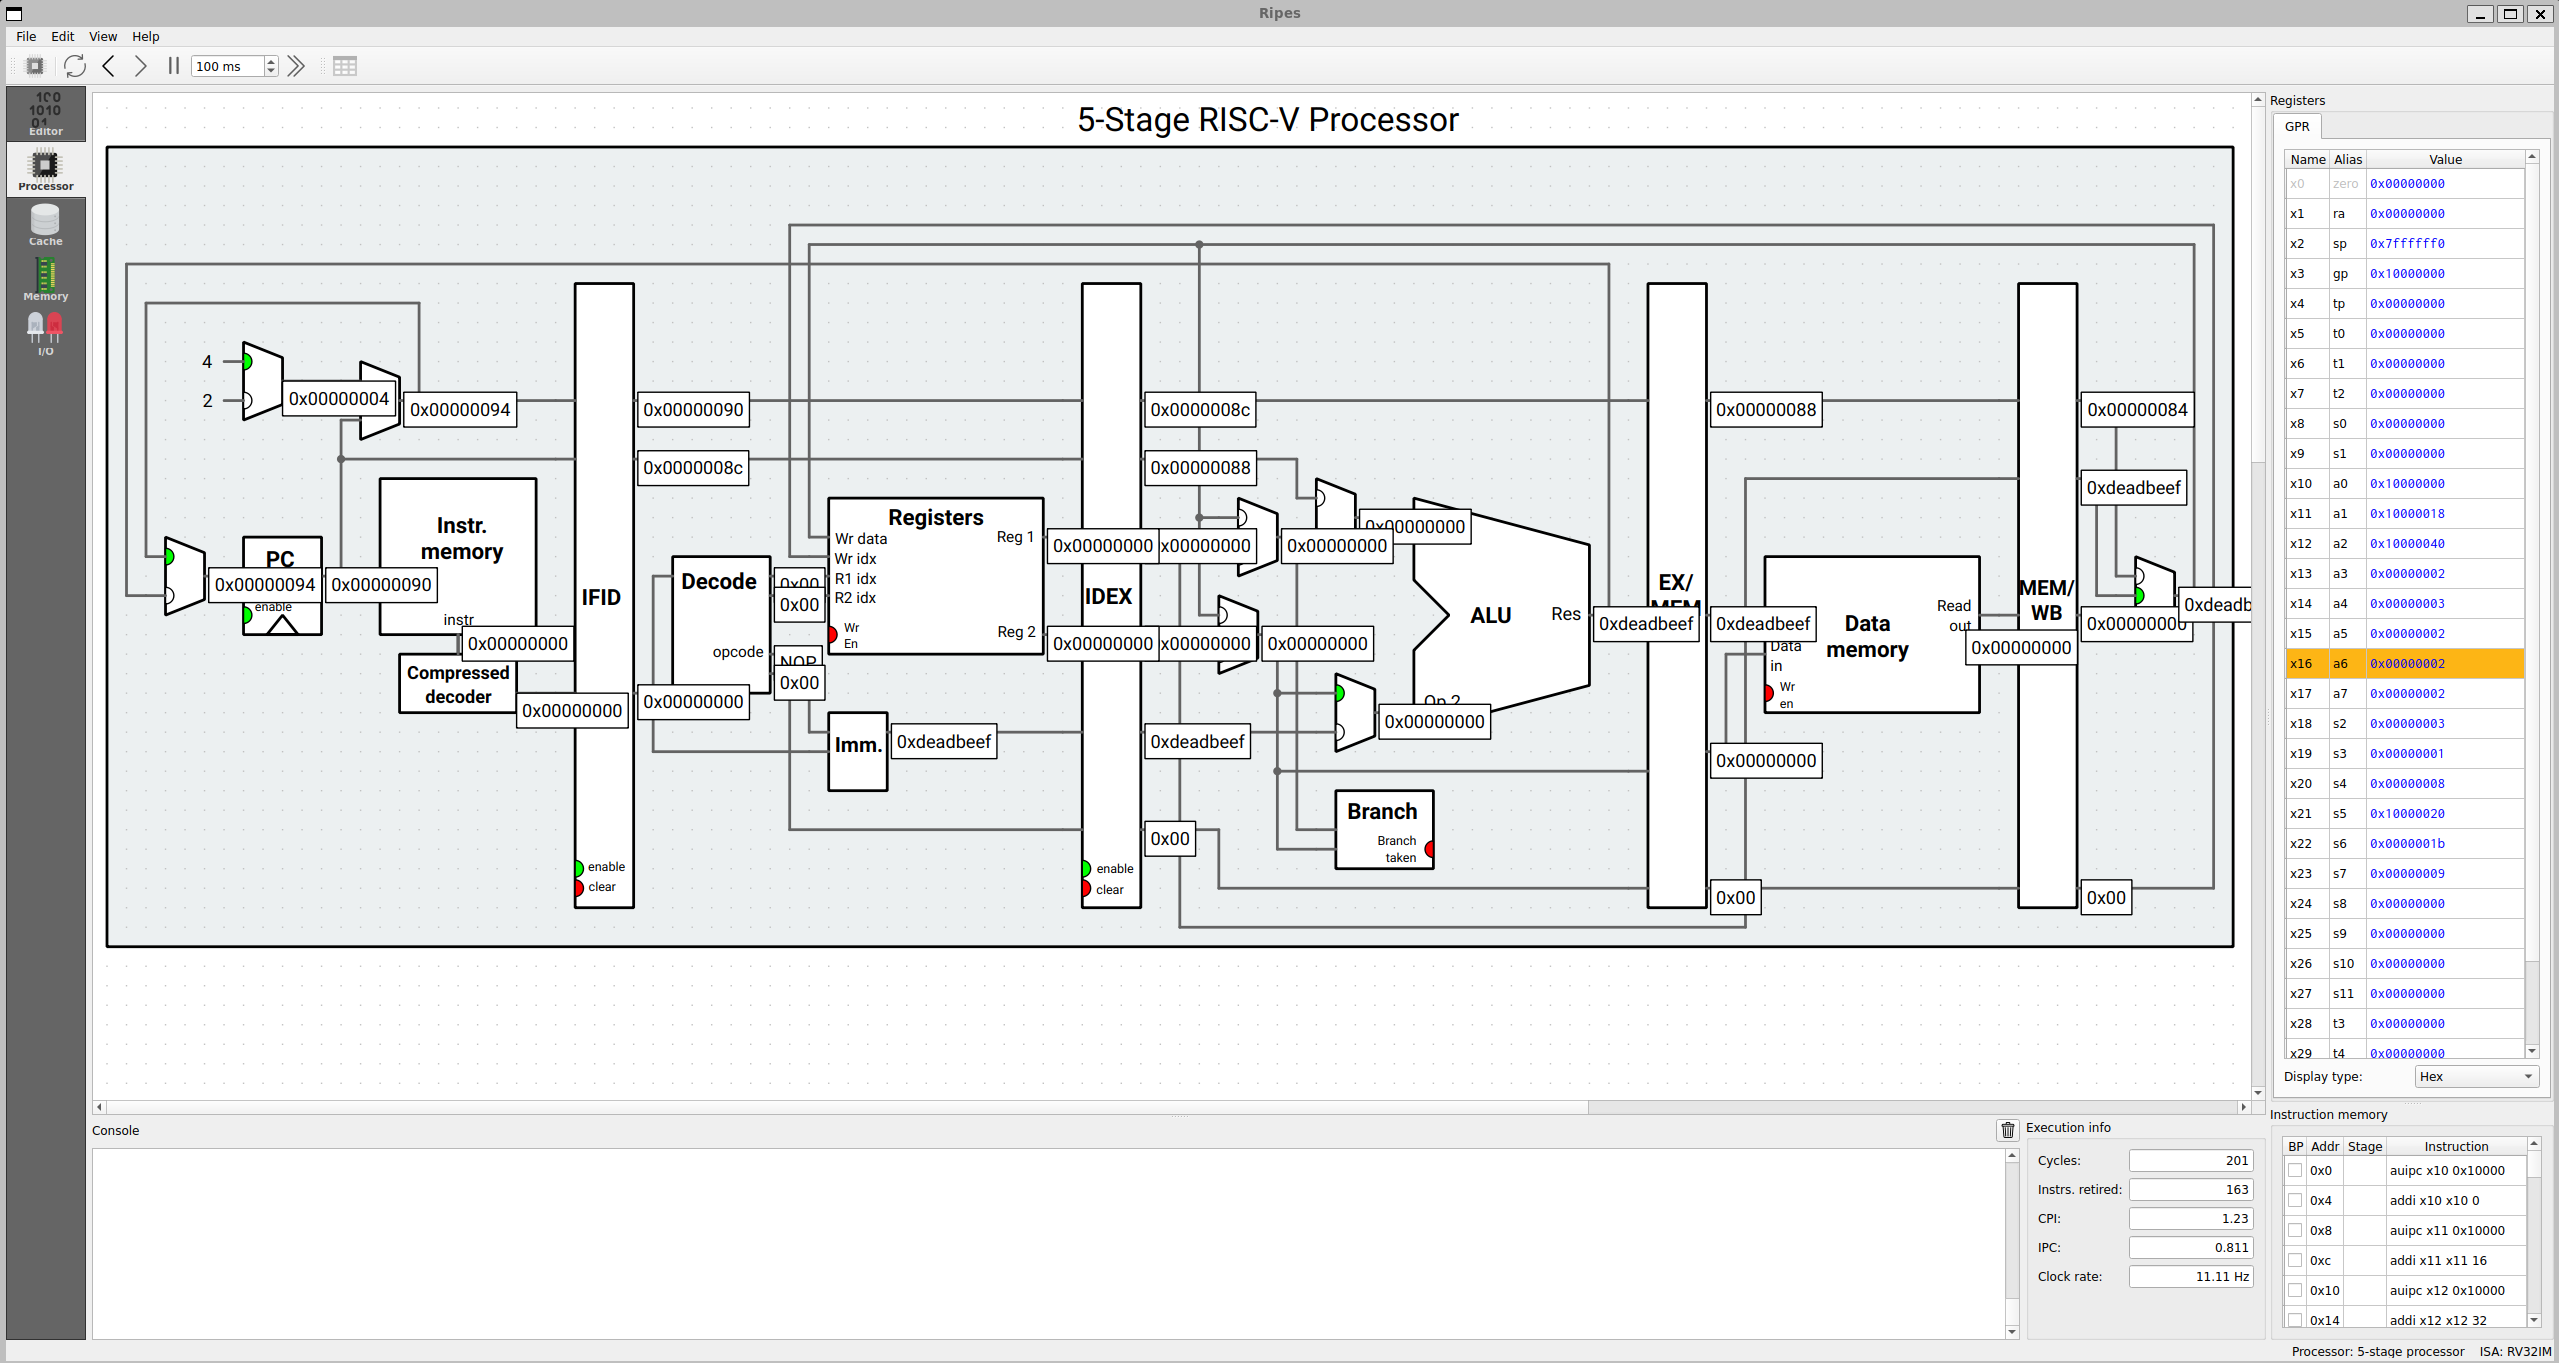 Ripes
File Edit View Help
100 ms
Editor
Processor
Cache
Memory
I/O
5-Stage RISC-V Processor
4
2
0x00000004
0x00000094
0x00000090
0x0000008c
0x00000088
0x00000084
0x0000008c
0x00000088
0xdeadbeef
Instr.
memory
instr
PC
enable
0x00000094
0x00000090
0x00000000
Compressed
decoder
0x00000000
IFID
enable
clear
Decode
opcode
0x00
0x00
NOP
0x00
0x00000000
Registers
Wr data
Wr idx
R1 idx
R2 idx
Wr
En
Reg 1
Reg 2
0x00000000
x00000000
0x00000000
0x00000000
x00000000
0x00000000
Imm.
0xdeadbeef
IDEX
enable
clear
0xdeadbeef
0x00
0x00000000
ALU
Op 2
Res
0x00000000
Branch
Branch
taken
0xdeadbeef
EX/
MEM
0xdeadbeef
0x00000000
0x00
Data
memory
Data
in
Wr
en
Read
out
0x00000000
MEM/
WB
0x00000000
0xdeadb
0x00
Registers
GPR
Name Alias Value
x0 zero 0x00000000
x1 ra 0x00000000
x2 sp 0x7ffffff0
x3 gp 0x10000000
x4 tp 0x00000000
x5 t0 0x00000000
x6 t1 0x00000000
x7 t2 0x00000000
x8 s0 0x00000000
x9 s1 0x00000000
x10 a0 0x10000000
x11 a1 0x10000018
x12 a2 0x10000040
x13 a3 0x00000002
x14 a4 0x00000003
x15 a5 0x00000002
x16 a6 0x00000002
x17 a7 0x00000002
x18 s2 0x00000003
x19 s3 0x00000001
x20 s4 0x00000008
x21 s5 0x10000020
x22 s6 0x0000001b
x23 s7 0x00000009
x24 s8 0x00000000
x25 s9 0x00000000
x26 s10 0x00000000
x27 s11 0x00000000
x28 t3 0x00000000
x29 t4 0x00000000
Display type: Hex
Console
Execution info
Cycles: 201
Instrs. retired: 163
CPI: 1.23
IPC: 0.811
Clock rate: 11.11 Hz
Instruction memory
BP Addr Stage Instruction
0x0 auipc x10 0x10000
0x4 addi x10 x10 0
0x8 auipc x11 0x10000
0xc addi x11 x11 16
0x10 auipc x12 0x10000
0x14 addi x12 x12 32
Processor: 5-stage processor ISA: RV32IM